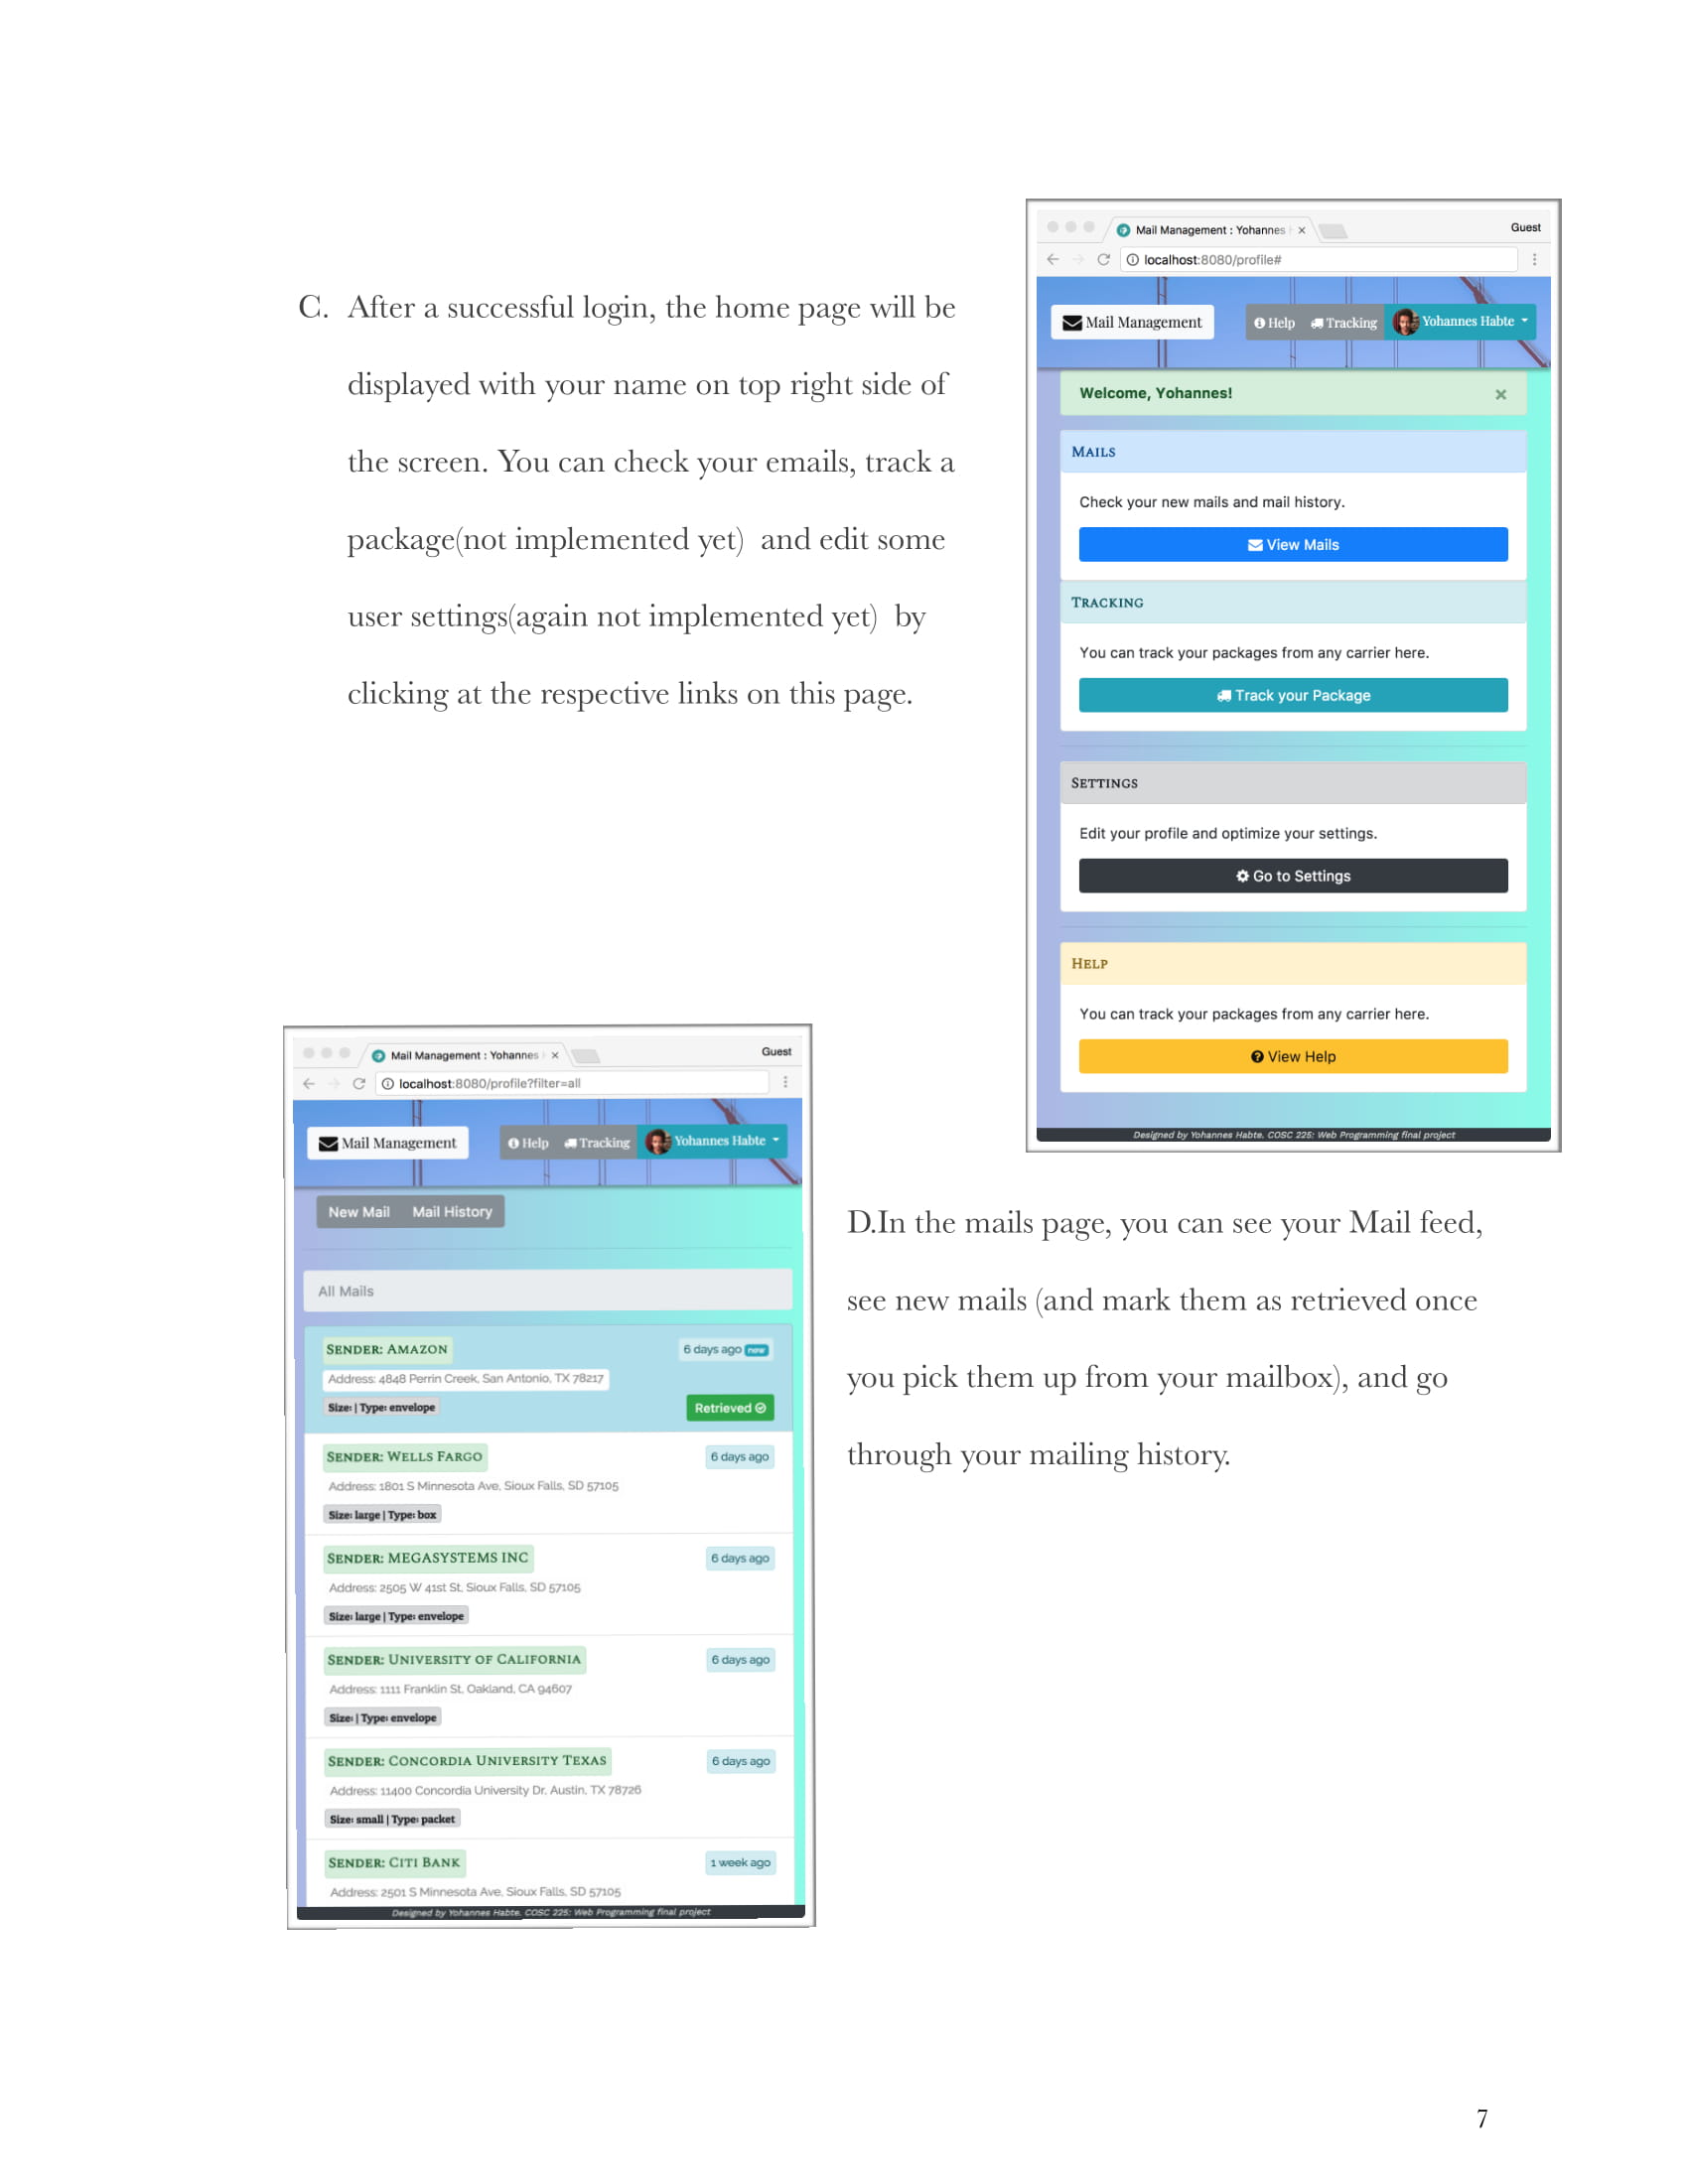 C. After a successful login, the home page will be
displayed with your name on top right side of
the screen. You can check your emails, track a
package(not implemented yet)  and edit some
user settings(again not implemented yet)  by
clicking at the respective links on this page.
Mail Management : Yohannes
Guest
localhost:8080/profile#
Mail Management
Help
Tracking
Yohannes Habte
Welcome, Yohannes!
×
MAILS
Check your new mails and mail history.
View Mails
TRACKING
You can track your packages from any carrier here.
Track your Package
SETTINGS
Edit your profile and optimize your settings.
Go to Settings
HELP
You can track your packages from any carrier here.
View Help
Designed by Yohannes Habte. COSC 225: Web Programming final project
Mail Management : Yohannes
Guest
localhost:8080/profile?filter=all
Mail Management
Help
Tracking
Yohannes Habte
New Mail
Mail History
All Mails
SENDER: AMAZON
6 days ago new
Address: 4848 Perrin Creek, San Antonio, TX 78217
Size: | Type: envelope
Retrieved
SENDER: WELLS FARGO
6 days ago
Address: 1801 S Minnesota Ave, Sioux Falls, SD 57105
Size: large | Type: box
SENDER: MEGASYSTEMS INC
6 days ago
Address: 2505 W 41st St, Sioux Falls, SD 57105
Size: large | Type: envelope
SENDER: UNIVERSITY OF CALIFORNIA
6 days ago
Address: 1111 Franklin St, Oakland, CA 94607
Size: | Type: envelope
SENDER: CONCORDIA UNIVERSITY TEXAS
6 days ago
Address: 11400 Concordia University Dr, Austin, TX 78726
Size: small | Type: packet
SENDER: CITI BANK
1 week ago
Address: 2501 S Minnesota Ave, Sioux Falls, SD 57105
Designed by Yohannes Habte. COSC 225: Web Programming final project
D.In the mails page, you can see your Mail feed,
see new mails (and mark them as retrieved once
you pick them up from your mailbox), and go
through your mailing history.
7